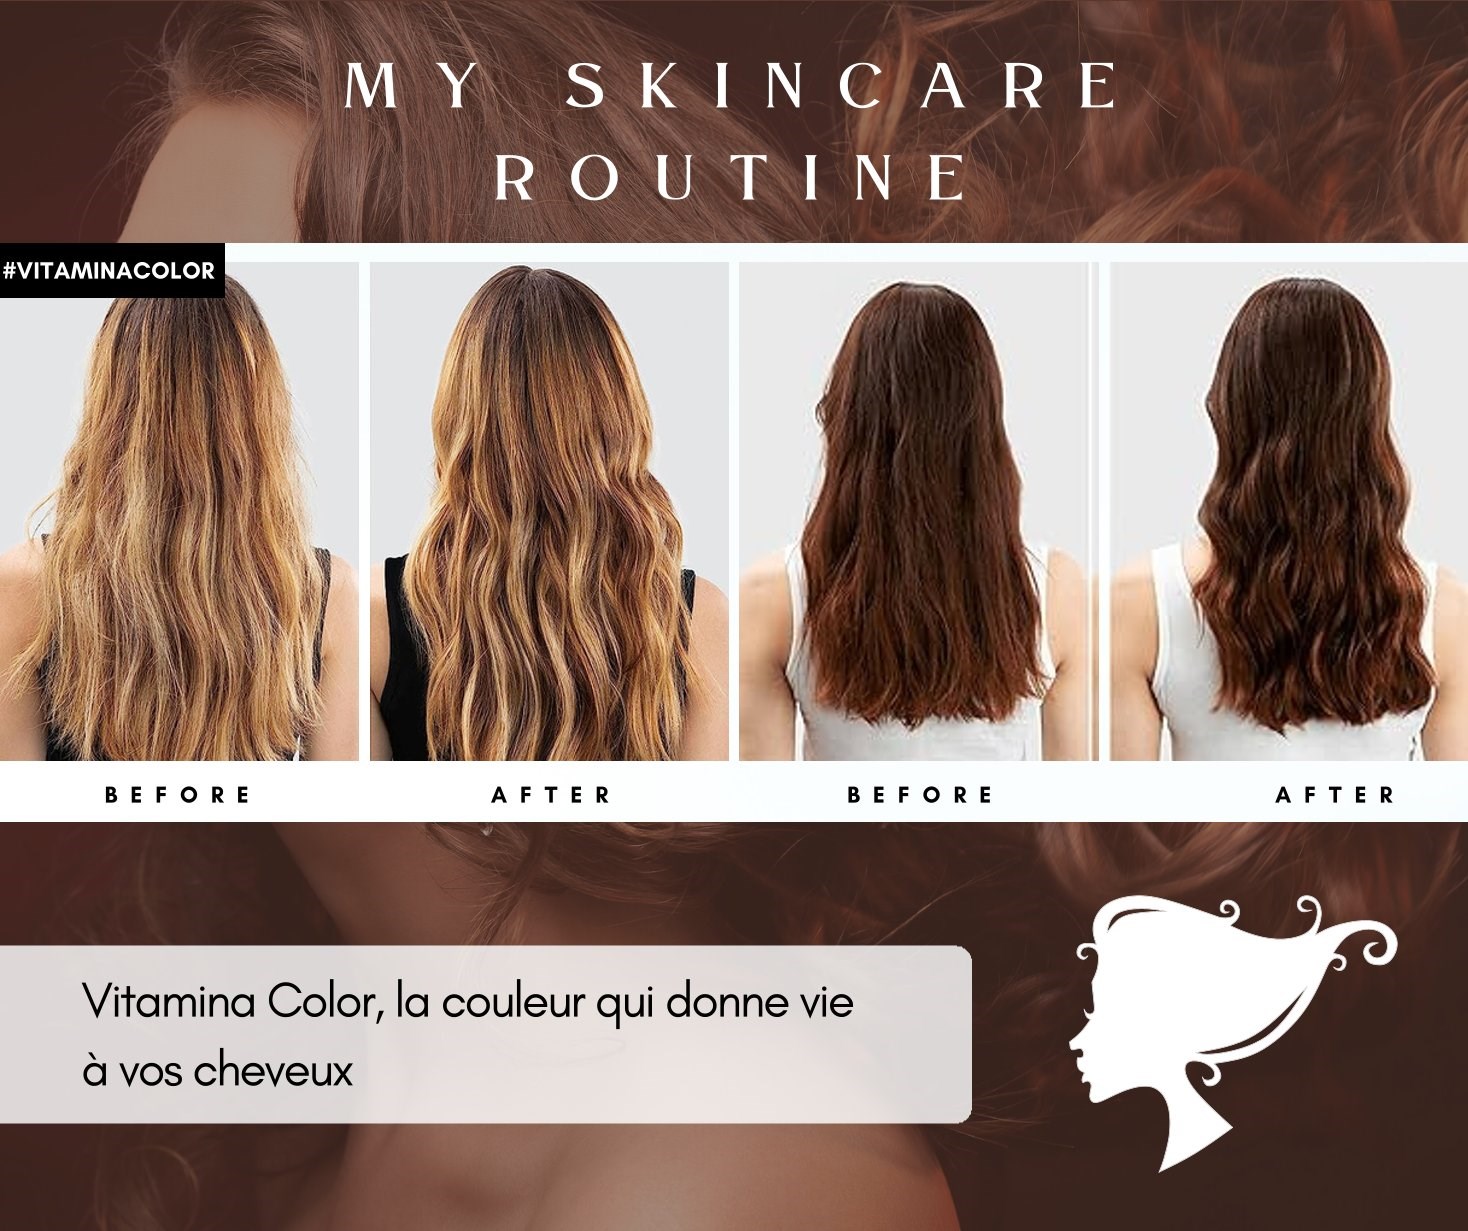 MY SKINCARE
ROUTINE
#VITAMINACOLOR
BEFORE AFTER BEFORE AFTER
Vitamina Color, la couleur qui donne vie
à vos cheveux